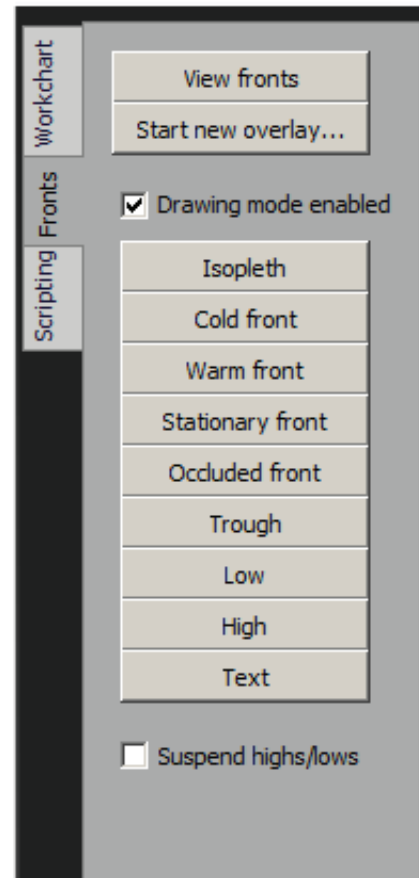 Workchart
Fronts
Scripting
View fronts
Start new overlay...
Drawing mode enabled
Isopleth
Cold front
Warm front
Stationary front
Occluded front
Trough
Low
High
Text
Suspend highs/lows